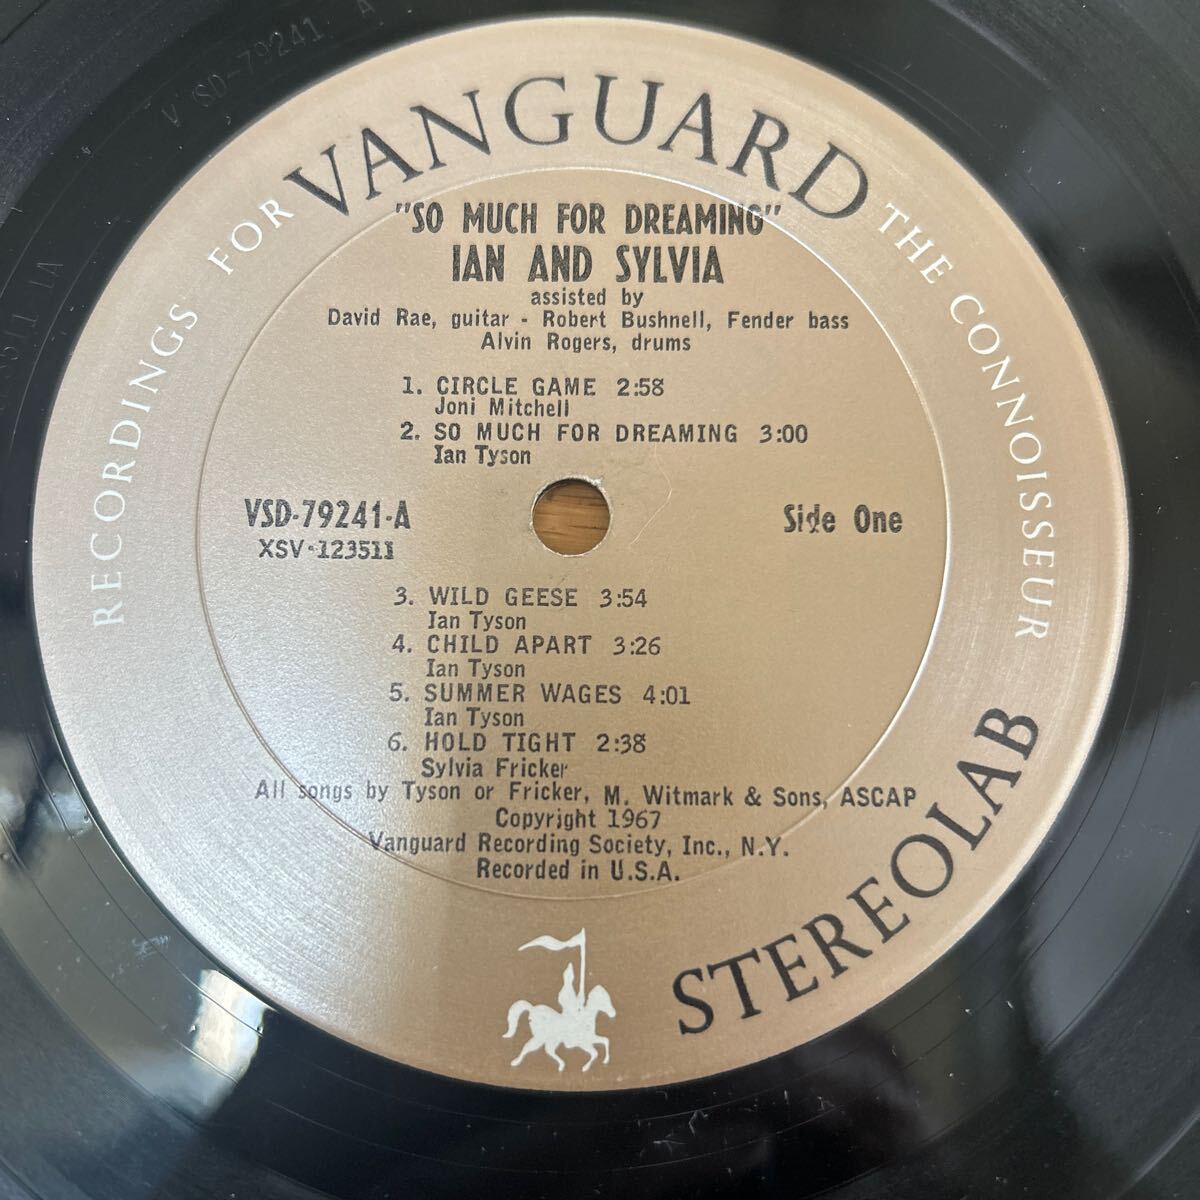 VSD-79241 A
RECORDINGS FOR VANGUARD THE CONNOISSEUR
"SO MUCH FOR DREAMING"
IAN AND SYLVIA
assisted by
David Rae, guitar - Robert Bushnell, Fender bass
Alvin Rogers, drums
1. CIRCLE GAME 2:58
Joni Mitchell
2. SO MUCH FOR DREAMING 3:00
Ian Tyson
VSD-79241-A
XSV-123511
Side One
3. WILD GEESE 3:54
Ian Tyson
4. CHILD APART 3:26
Ian Tyson
5. SUMMER WAGES 4:01
Ian Tyson
6. HOLD TIGHT 2:38
Sylvia Fricker
All songs by Tyson or Fricker, M. Witmark & Sons, ASCAP
Copyright 1967
Vanguard Recording Society, Inc., N.Y.
Recorded in U.S.A.
STEREOLAB